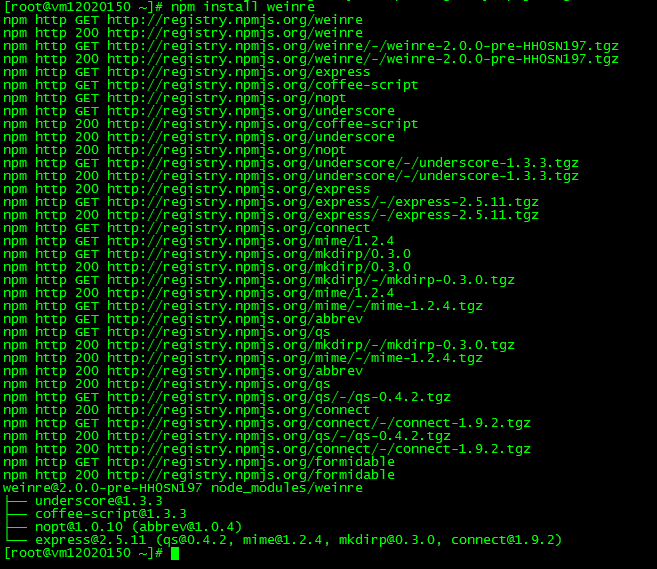 [root@vm12020150 ~]# npm install weinre
npm http GET http://registry.npmjs.org/weinre
npm http 200 http://registry.npmjs.org/weinre
npm http GET http://registry.npmjs.org/weinre/-/weinre-2.0.0-pre-HH0SN197.tgz
npm http 200 http://registry.npmjs.org/weinre/-/weinre-2.0.0-pre-HH0SN197.tgz
npm http GET http://registry.npmjs.org/express
npm http GET http://registry.npmjs.org/coffee-script
npm http GET http://registry.npmjs.org/nopt
npm http GET http://registry.npmjs.org/underscore
npm http 200 http://registry.npmjs.org/coffee-script
npm http 200 http://registry.npmjs.org/underscore
npm http 200 http://registry.npmjs.org/nopt
npm http GET http://registry.npmjs.org/underscore/-/underscore-1.3.3.tgz
npm http 200 http://registry.npmjs.org/underscore/-/underscore-1.3.3.tgz
npm http 200 http://registry.npmjs.org/express
npm http GET http://registry.npmjs.org/express/-/express-2.5.11.tgz
npm http 200 http://registry.npmjs.org/express/-/express-2.5.11.tgz
npm http GET http://registry.npmjs.org/connect
npm http GET http://registry.npmjs.org/mime/1.2.4
npm http GET http://registry.npmjs.org/mkdirp/0.3.0
npm http 200 http://registry.npmjs.org/mkdirp/0.3.0
npm http GET http://registry.npmjs.org/mkdirp/-/mkdirp-0.3.0.tgz
npm http 200 http://registry.npmjs.org/mime/1.2.4
npm http GET http://registry.npmjs.org/mime/-/mime-1.2.4.tgz
npm http GET http://registry.npmjs.org/abbrev
npm http GET http://registry.npmjs.org/qs
npm http 200 http://registry.npmjs.org/mkdirp/-/mkdirp-0.3.0.tgz
npm http 200 http://registry.npmjs.org/mime/-/mime-1.2.4.tgz
npm http 200 http://registry.npmjs.org/abbrev
npm http 200 http://registry.npmjs.org/qs
npm http GET http://registry.npmjs.org/qs/-/qs-0.4.2.tgz
npm http 200 http://registry.npmjs.org/connect
npm http GET http://registry.npmjs.org/connect/-/connect-1.9.2.tgz
npm http 200 http://registry.npmjs.org/qs/-/qs-0.4.2.tgz
npm http 200 http://registry.npmjs.org/connect/-/connect-1.9.2.tgz
npm http GET http://registry.npmjs.org/formidable
npm http 200 http://registry.npmjs.org/formidable
weinre@2.0.0-pre-HH0SN197 node_modules/weinre
├── underscore@1.3.3
├── coffee-script@1.3.3
├── nopt@1.0.10 (abbrev@1.0.4)
└── express@2.5.11 (qs@0.4.2, mime@1.2.4, mkdirp@0.3.0, connect@1.9.2)
[root@vm12020150 ~]#